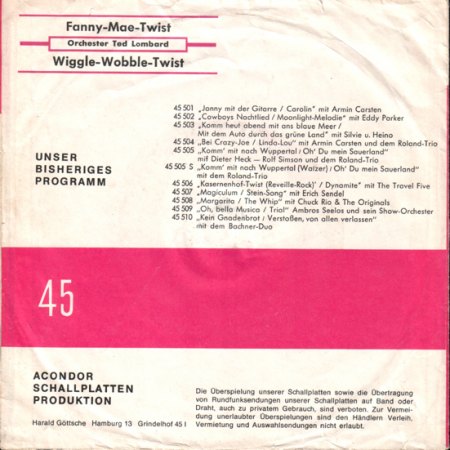 Fanny-Mae-Twist
Orchester Ted Lombard
Wiggle-Wobble-Twist
UNSER
BISHERIGES
PROGRAMM
45 501 „Jonny mit der Gitarre / Carolin" mit Armin Carsten
45 502 „Cowboys Nachtlied / Moonlight-Melodie" mit Eddy Parker
45 503 „Komm heut abend mit ans blaue Meer /
Mit dem Auto durch das grüne Land" mit Silvie u. Heino
45 504 „Bei Crazy-Joe / Linda-Lou" mit Armin Carsten und dem Roland-Trio
45 505 „Komm' mit nach Wuppertal / Oh' Du mein Sauerland"
mit Dieter Heck — Rolf Simson und dem Roland-Trio
45 505 S „Komm' mit nach Wuppertal (Walzer) / Oh' Du mein Sauerland"
mit dem Roland-Trio
45 506 „Kasernenhof-Twist (Reveille-Rock)' / Dynamite" mit The Travel Five
45 507 „Magiculum / Stein-Song" mit Erich Sendel
45 508 „Margarita / The Whip" mit Chuck Rio & The Originals
45 509 „Oh, bella Musica / Trial" Ambros Seelos und sein Show-Orchester
45 510 „Kein Gnadenbrot / Verstoßen, von allen verlassen"
mit dem Bachner-Duo
45
ACONDOR
SCHALLPLATTEN
PRODUKTION
Harald Göttsche Hamburg 13 Grindelhof 45 I
Die Überspielung unserer Schallplatten sowie die Übertragung
von Rundfunksendungen unserer Schallplatten auf Band oder
Draht, auch zu privatem Gebrauch, sind verboten. Zur Vermei-
dung unerlaubter Überspielungen sind den Händlern Verleih,
Vermietung und Auswahlsendungen nicht erlaubt.